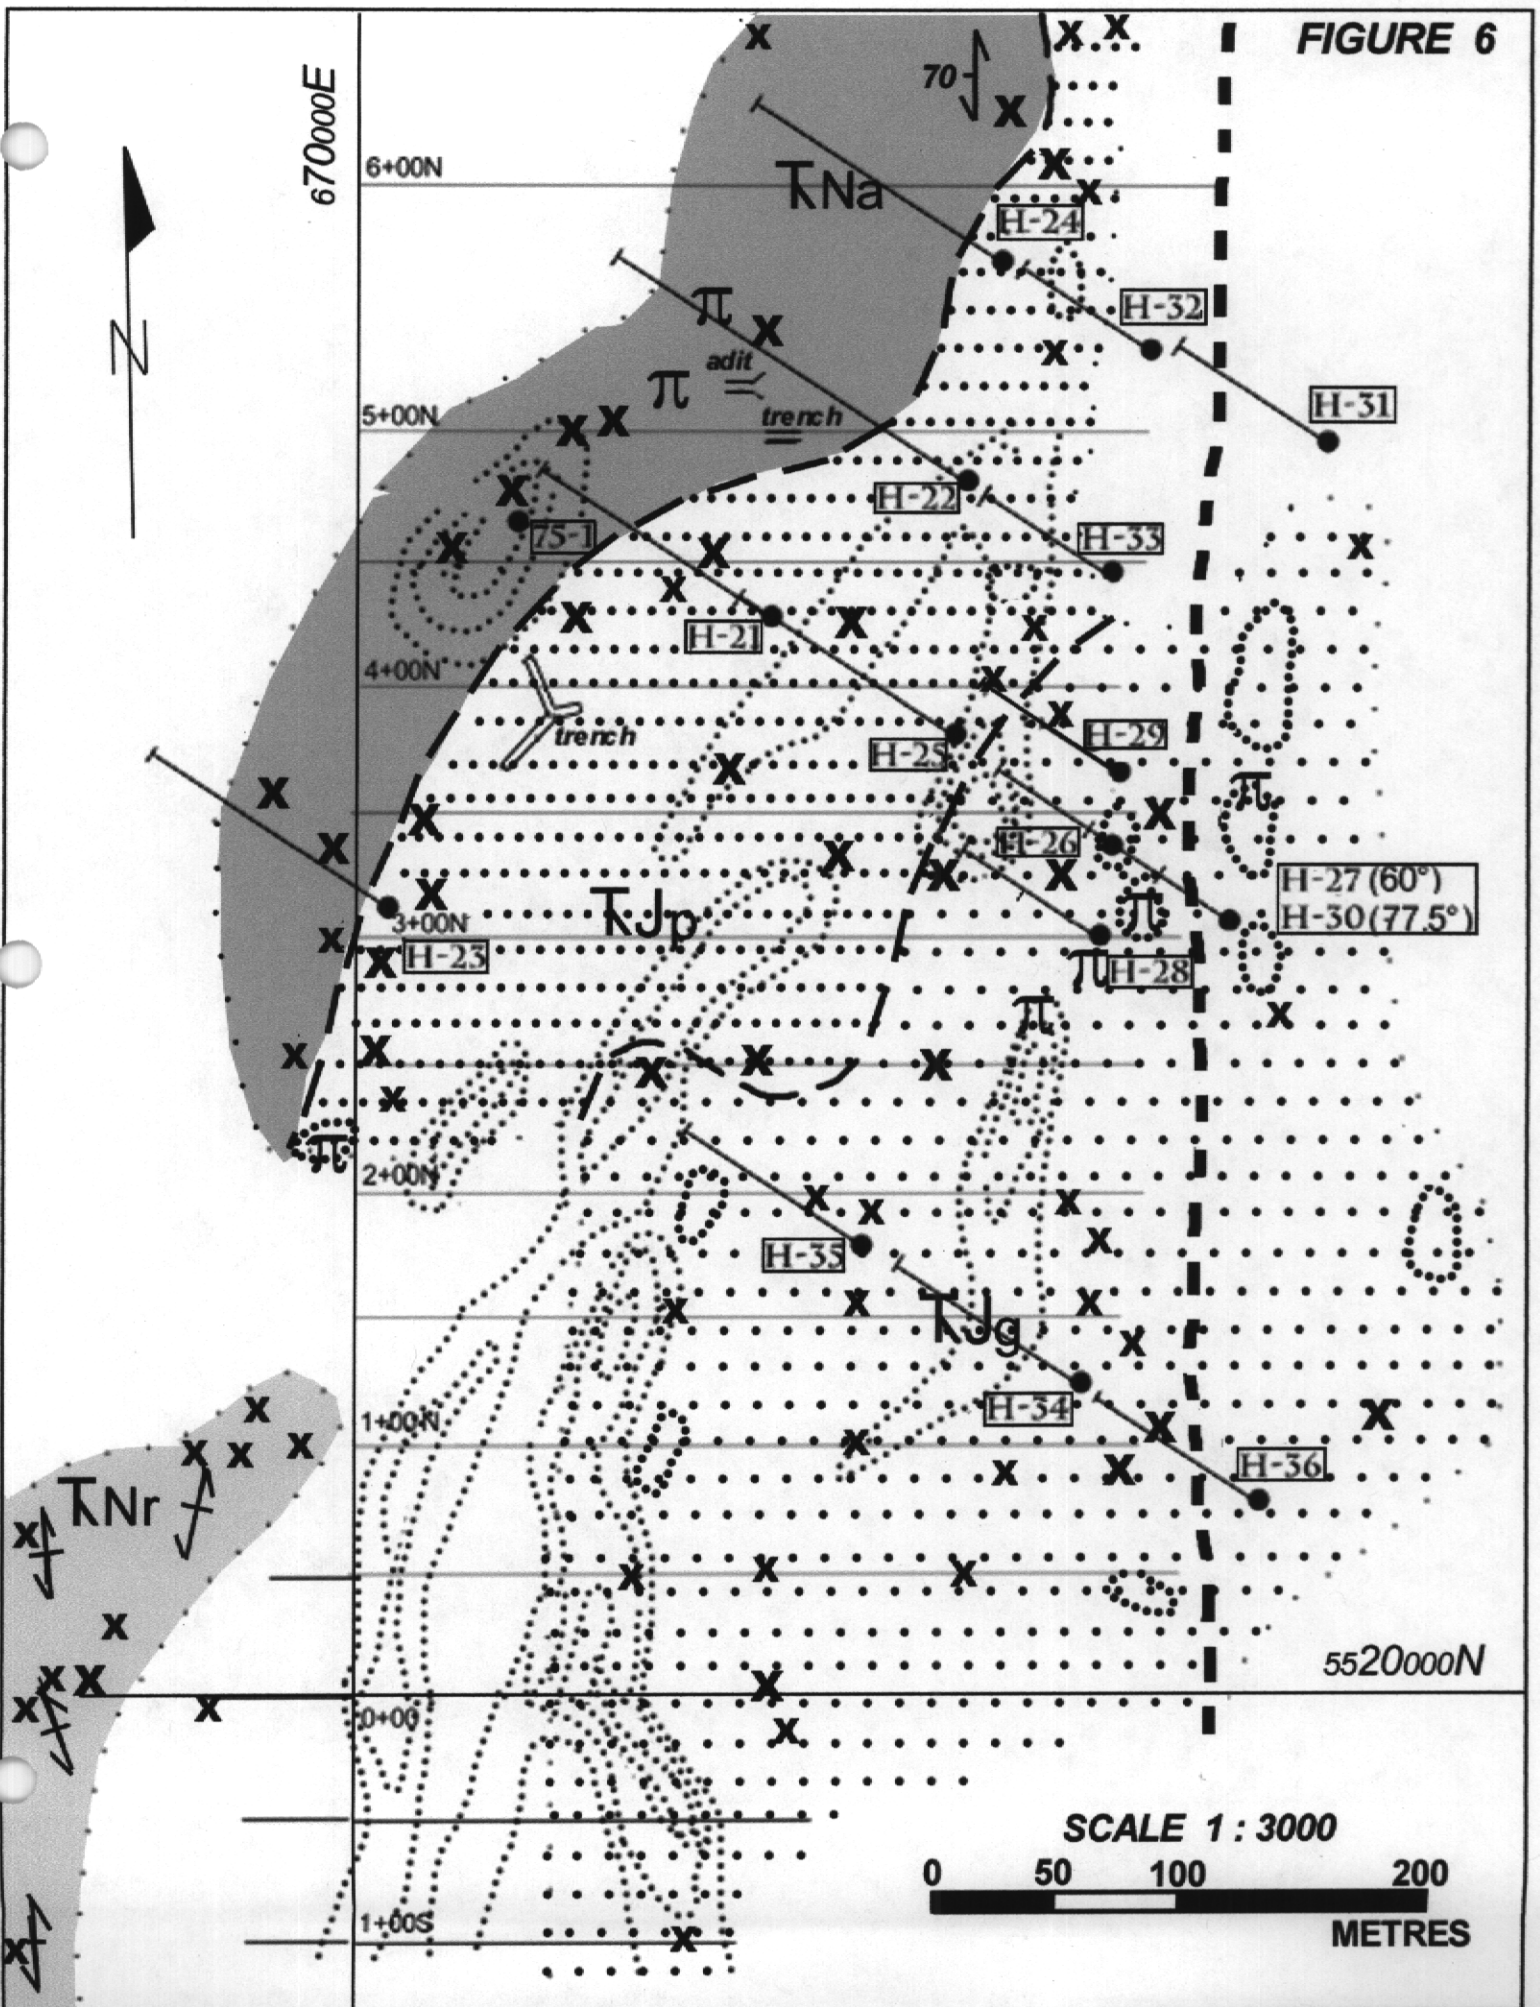 FIGURE 6
670000E
70
6+00N
TNa
H-24
H-32
π
adit
π
H-31
5+00N
trench
H-22
75-1
H-33
H-21
4+00N
trench
H-25
H-29
π
H-26
H-27 (60°)
TJp
π
H-30 (77.5°)
3+00N
H-23
π
H-28
π
π
2+00N
H-35
TJg
H-34
1+00N
H-36
TNr
5520000N
0+00
SCALE 1 : 3000
0 50 100 200
1+00S
METRES
N